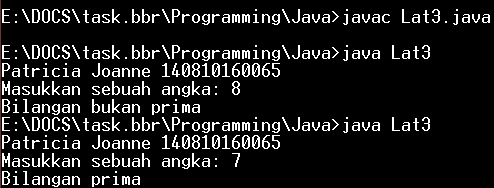 E:\DOCS\task.bbr\Programming\Java>javac Lat3.java
E:\DOCS\task.bbr\Programming\Java>java Lat3
Patricia Joanne 140810160065
Masukkan sebuah angka: 8
Bilangan bukan prima
E:\DOCS\task.bbr\Programming\Java>java Lat3
Patricia Joanne 140810160065
Masukkan sebuah angka: 7
Bilangan prima